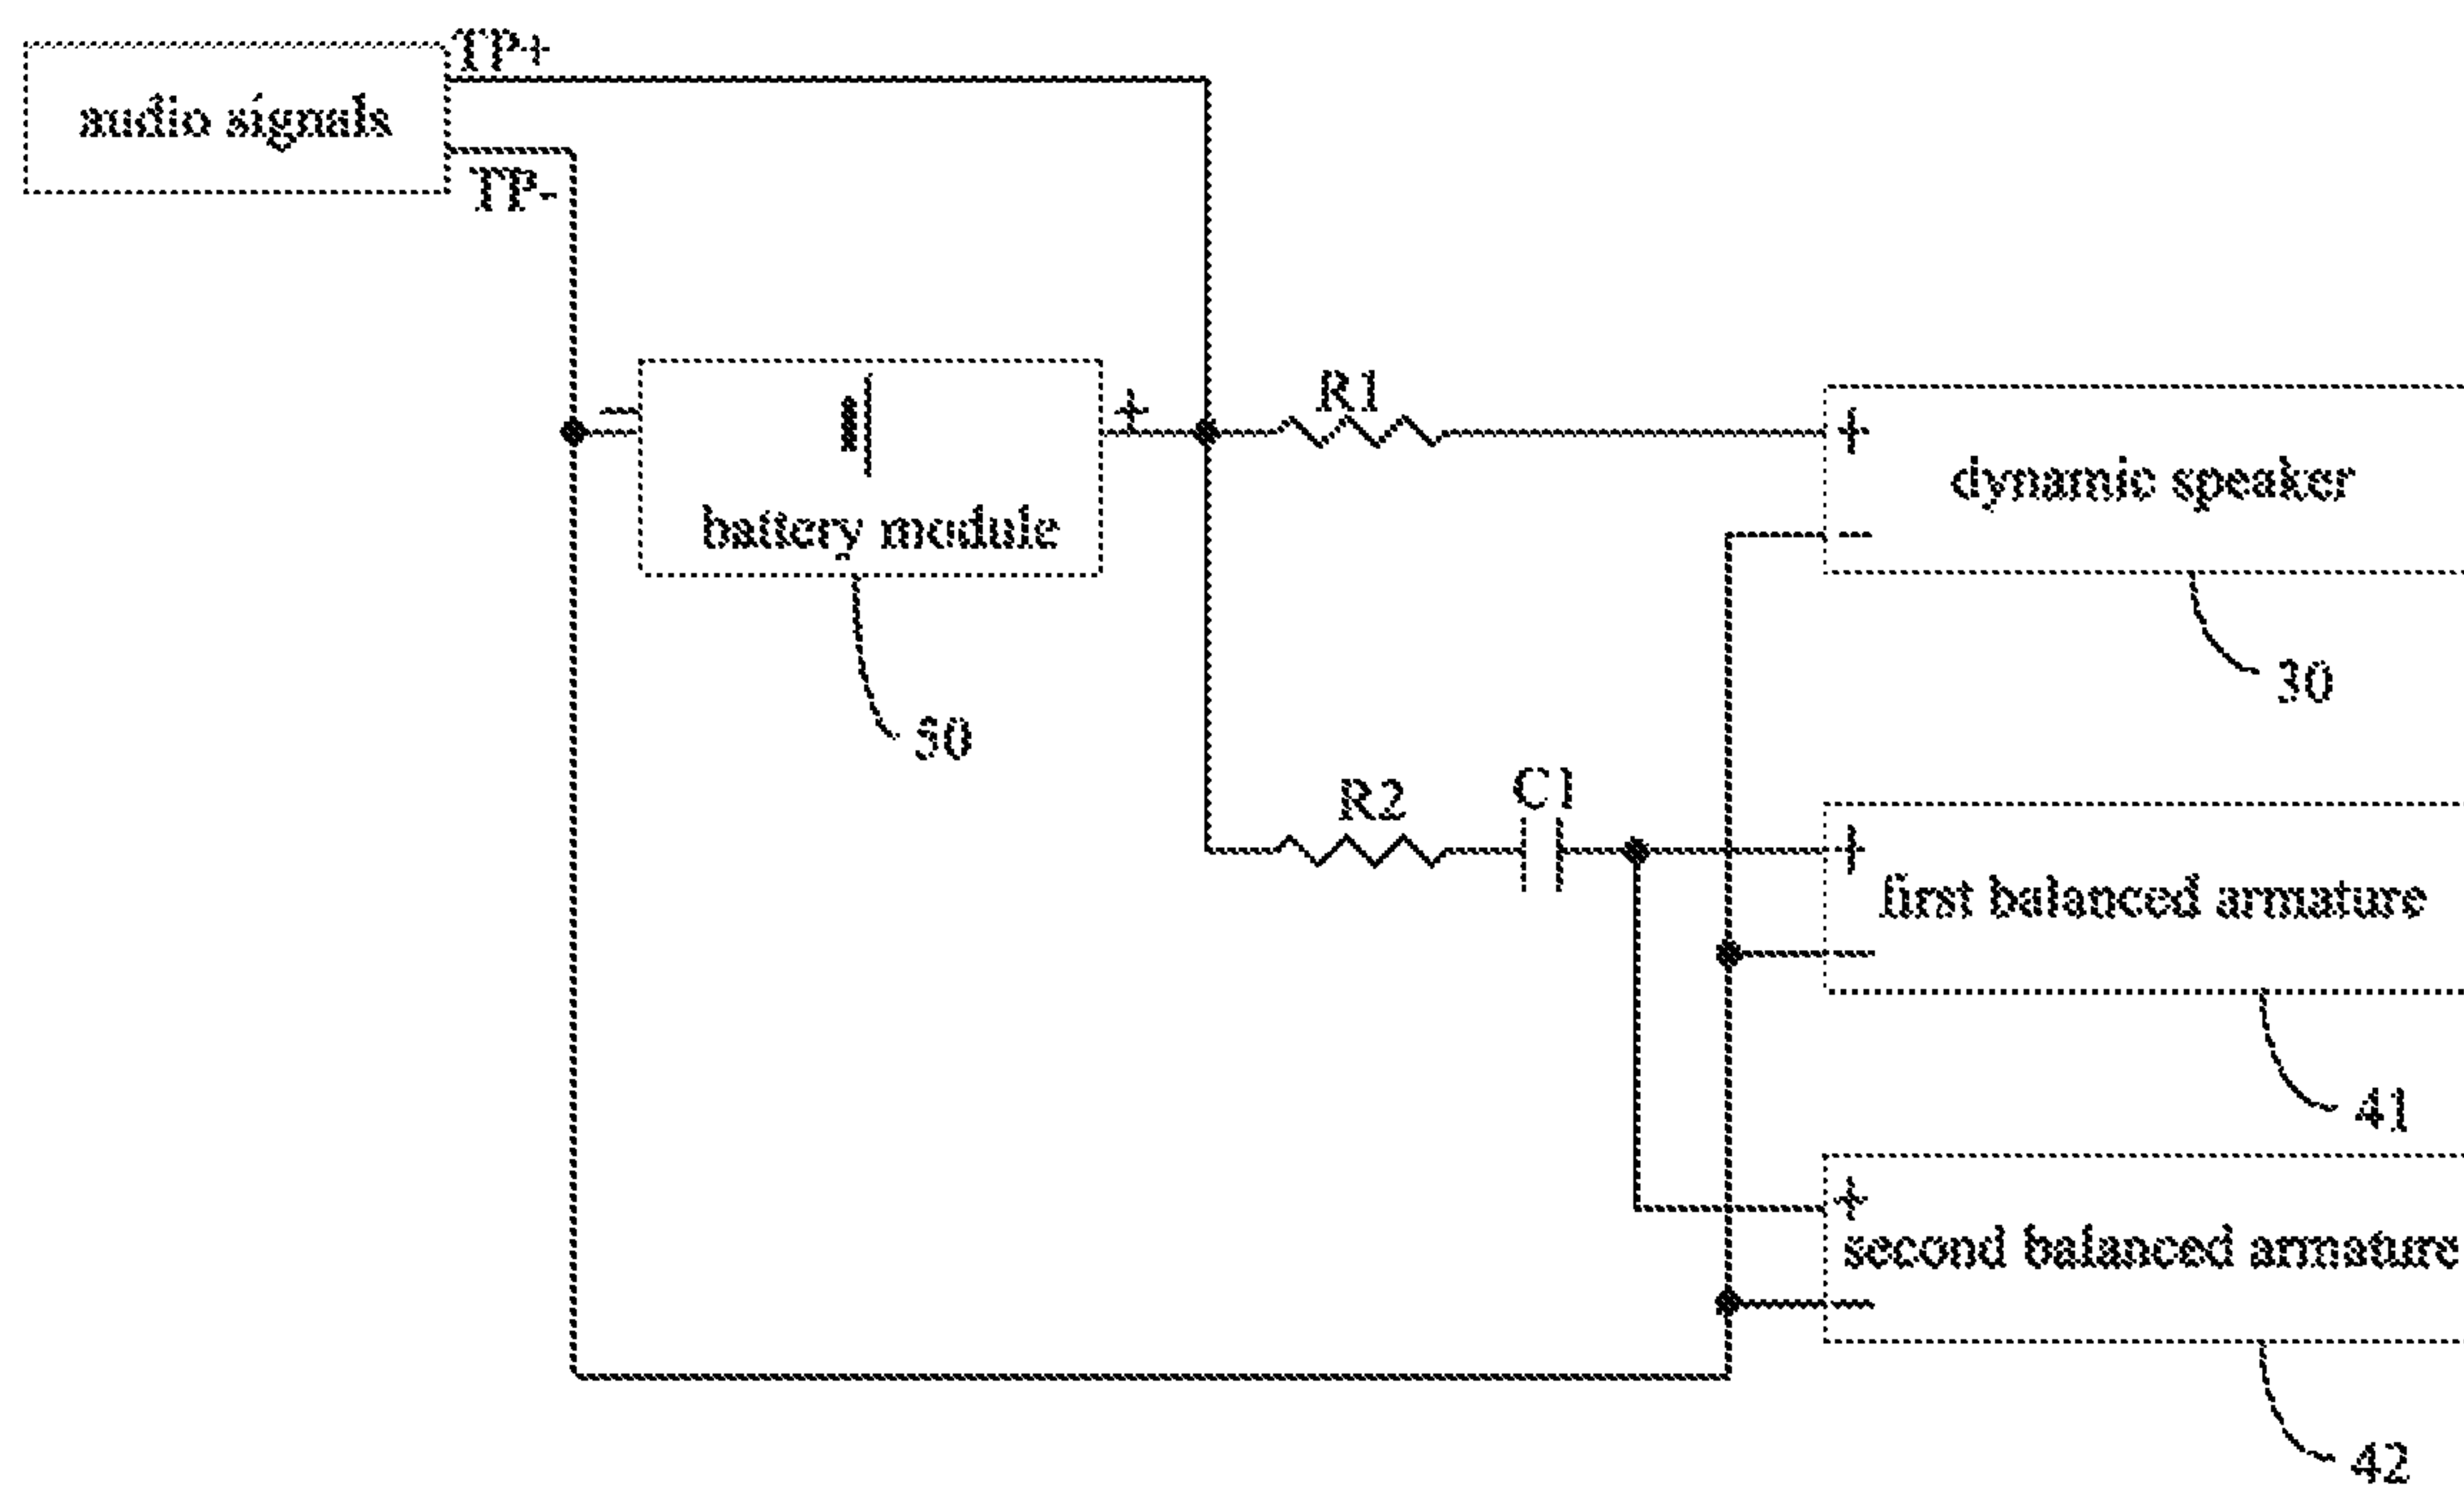 TP+
audio signals
TP-
R1
+
dynamic speaker
-
30
- +
battery module
50
R2
C1
+
first balanced armature
-
41
+
second balanced armature
-
42